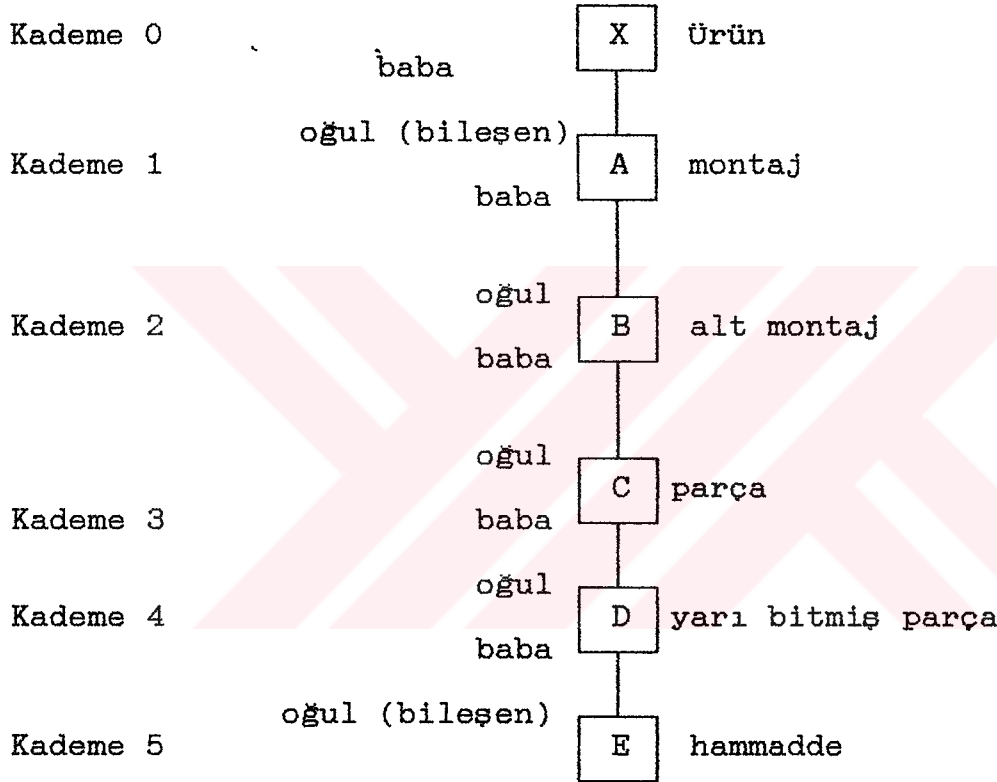 Kademe 0 X Ürün
baba
oğul (bileşen)
Kademe 1 A montaj
baba
oğul
Kademe 2 B alt montaj
baba
oğul
C parça
Kademe 3 baba
oğul
Kademe 4 D yarı bitmiş parça
baba
oğul (bileşen)
Kademe 5 E hammadde